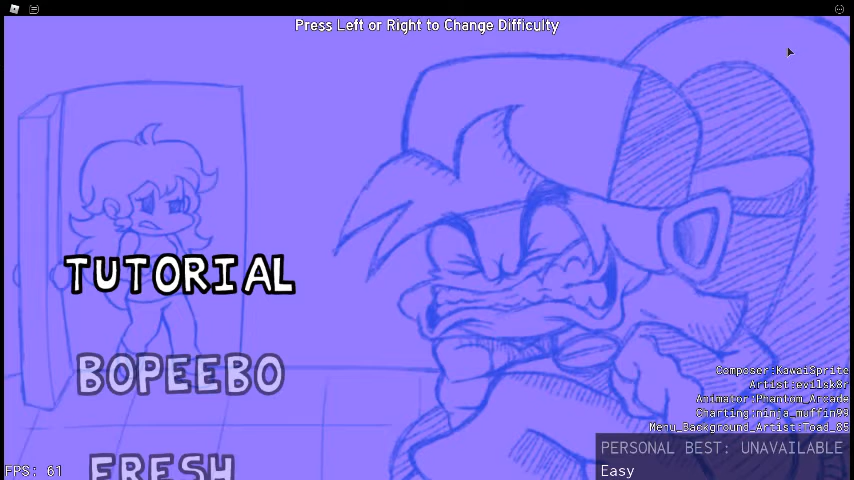 Press Left or Right to Change Difficulty
TUTORIAL
BOPEEBO
FRESH
Composer:KawaiSprite
Artist:evilsk8r
Animator:Phantom_Arcade
Charting:ninja_muffin99
Menu_Background_Artist:Toad_85
PERSONAL BEST: UNAVAILABLE
Easy
FPS: 61